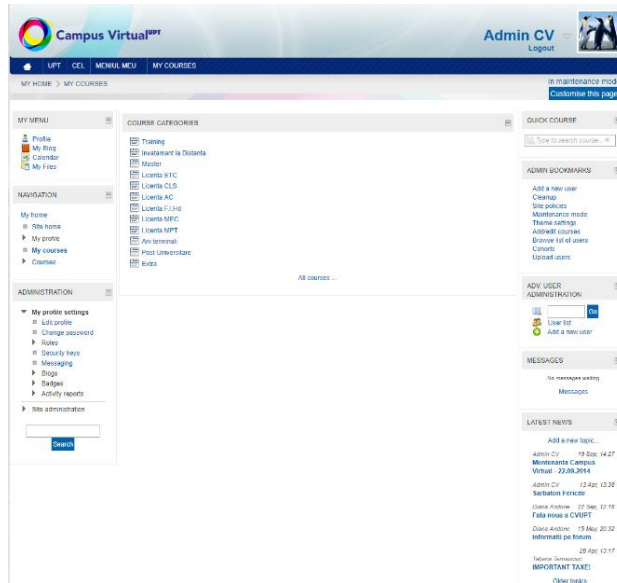 Campus Virtual UPT
Admin CV
Logout
UPT CEL MENIUL MEU MY COURSES
MY HOME > MY COURSES
In maintenance mode
Customise this page
MY MENU
Profile
My Blog
Calendar
My Files
NAVIGATION
My home
Site home
My profile
My courses
Courses
ADMINISTRATION
My profile settings
Edit profile
Change password
Roles
Security keys
Messaging
Blogs
Badges
Activity reports
Site administration
Search
COURSE CATEGORIES
Training
Invatamant la Distanta
Master
Licenta ETC
Licenta CLS
Licenta AC
Licenta F.I.Hd
Licenta MEC
Licenta MPT
Ani terminali
Post Universitare
Extra
All courses ...
QUICK COURSE
Type to search course
ADMIN BOOKMARKS
Add a new user
Cleanup
Site policies
Maintenance mode
Theme settings
Add/edit courses
Browse list of users
Cohorts
Upload users
ADV. USER
ADMINISTRATION
Go
User list
Add a new user
MESSAGES
No messages waiting
Messages
LATEST NEWS
Add a new topic...
Admin CV 19 Sep, 14:27
Mentenanta Campus
Virtual - 22.09.2014
Admin CV 13 Apr, 13:38
Sarbatori Fericite
Diana Andone 22 Sep, 12:16
Fata noua a CVUPT
Diana Andone 15 May, 20:32
Informatii pe forum
28 Apr, 13:17
IMPORTANT TAXE!
Older topics ...